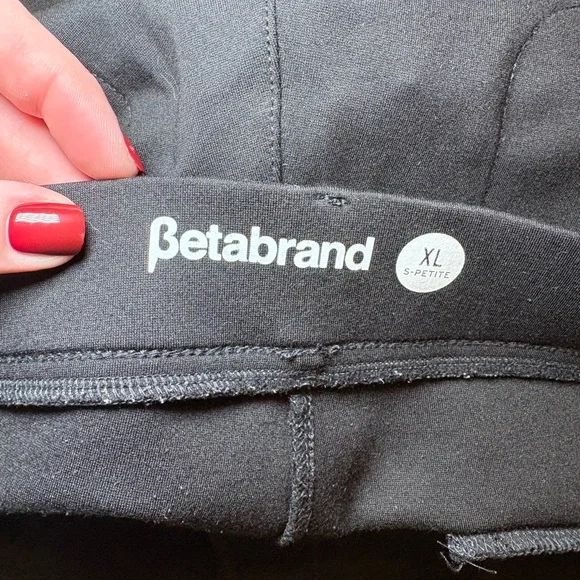 βetabrand
XL
S-PETITE